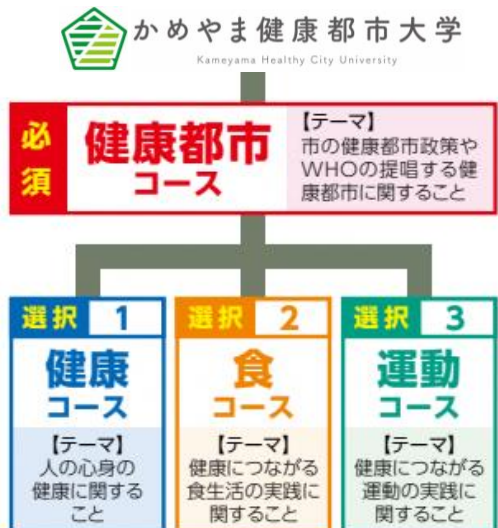 かめやま健康都市大学
Kameyama Healthy City University
必須
健康都市
コース
【テーマ】
市の健康都市政策や
WHOの提唱する健
康都市に関すること
選択 1
健康
コース
【テーマ】
人の心身の
健康に関する
こと
選択 2
食
コース
【テーマ】
健康につながる
食生活の実践に
関すること
選択 3
運動
コース
【テーマ】
健康につながる
運動の実践に
関すること